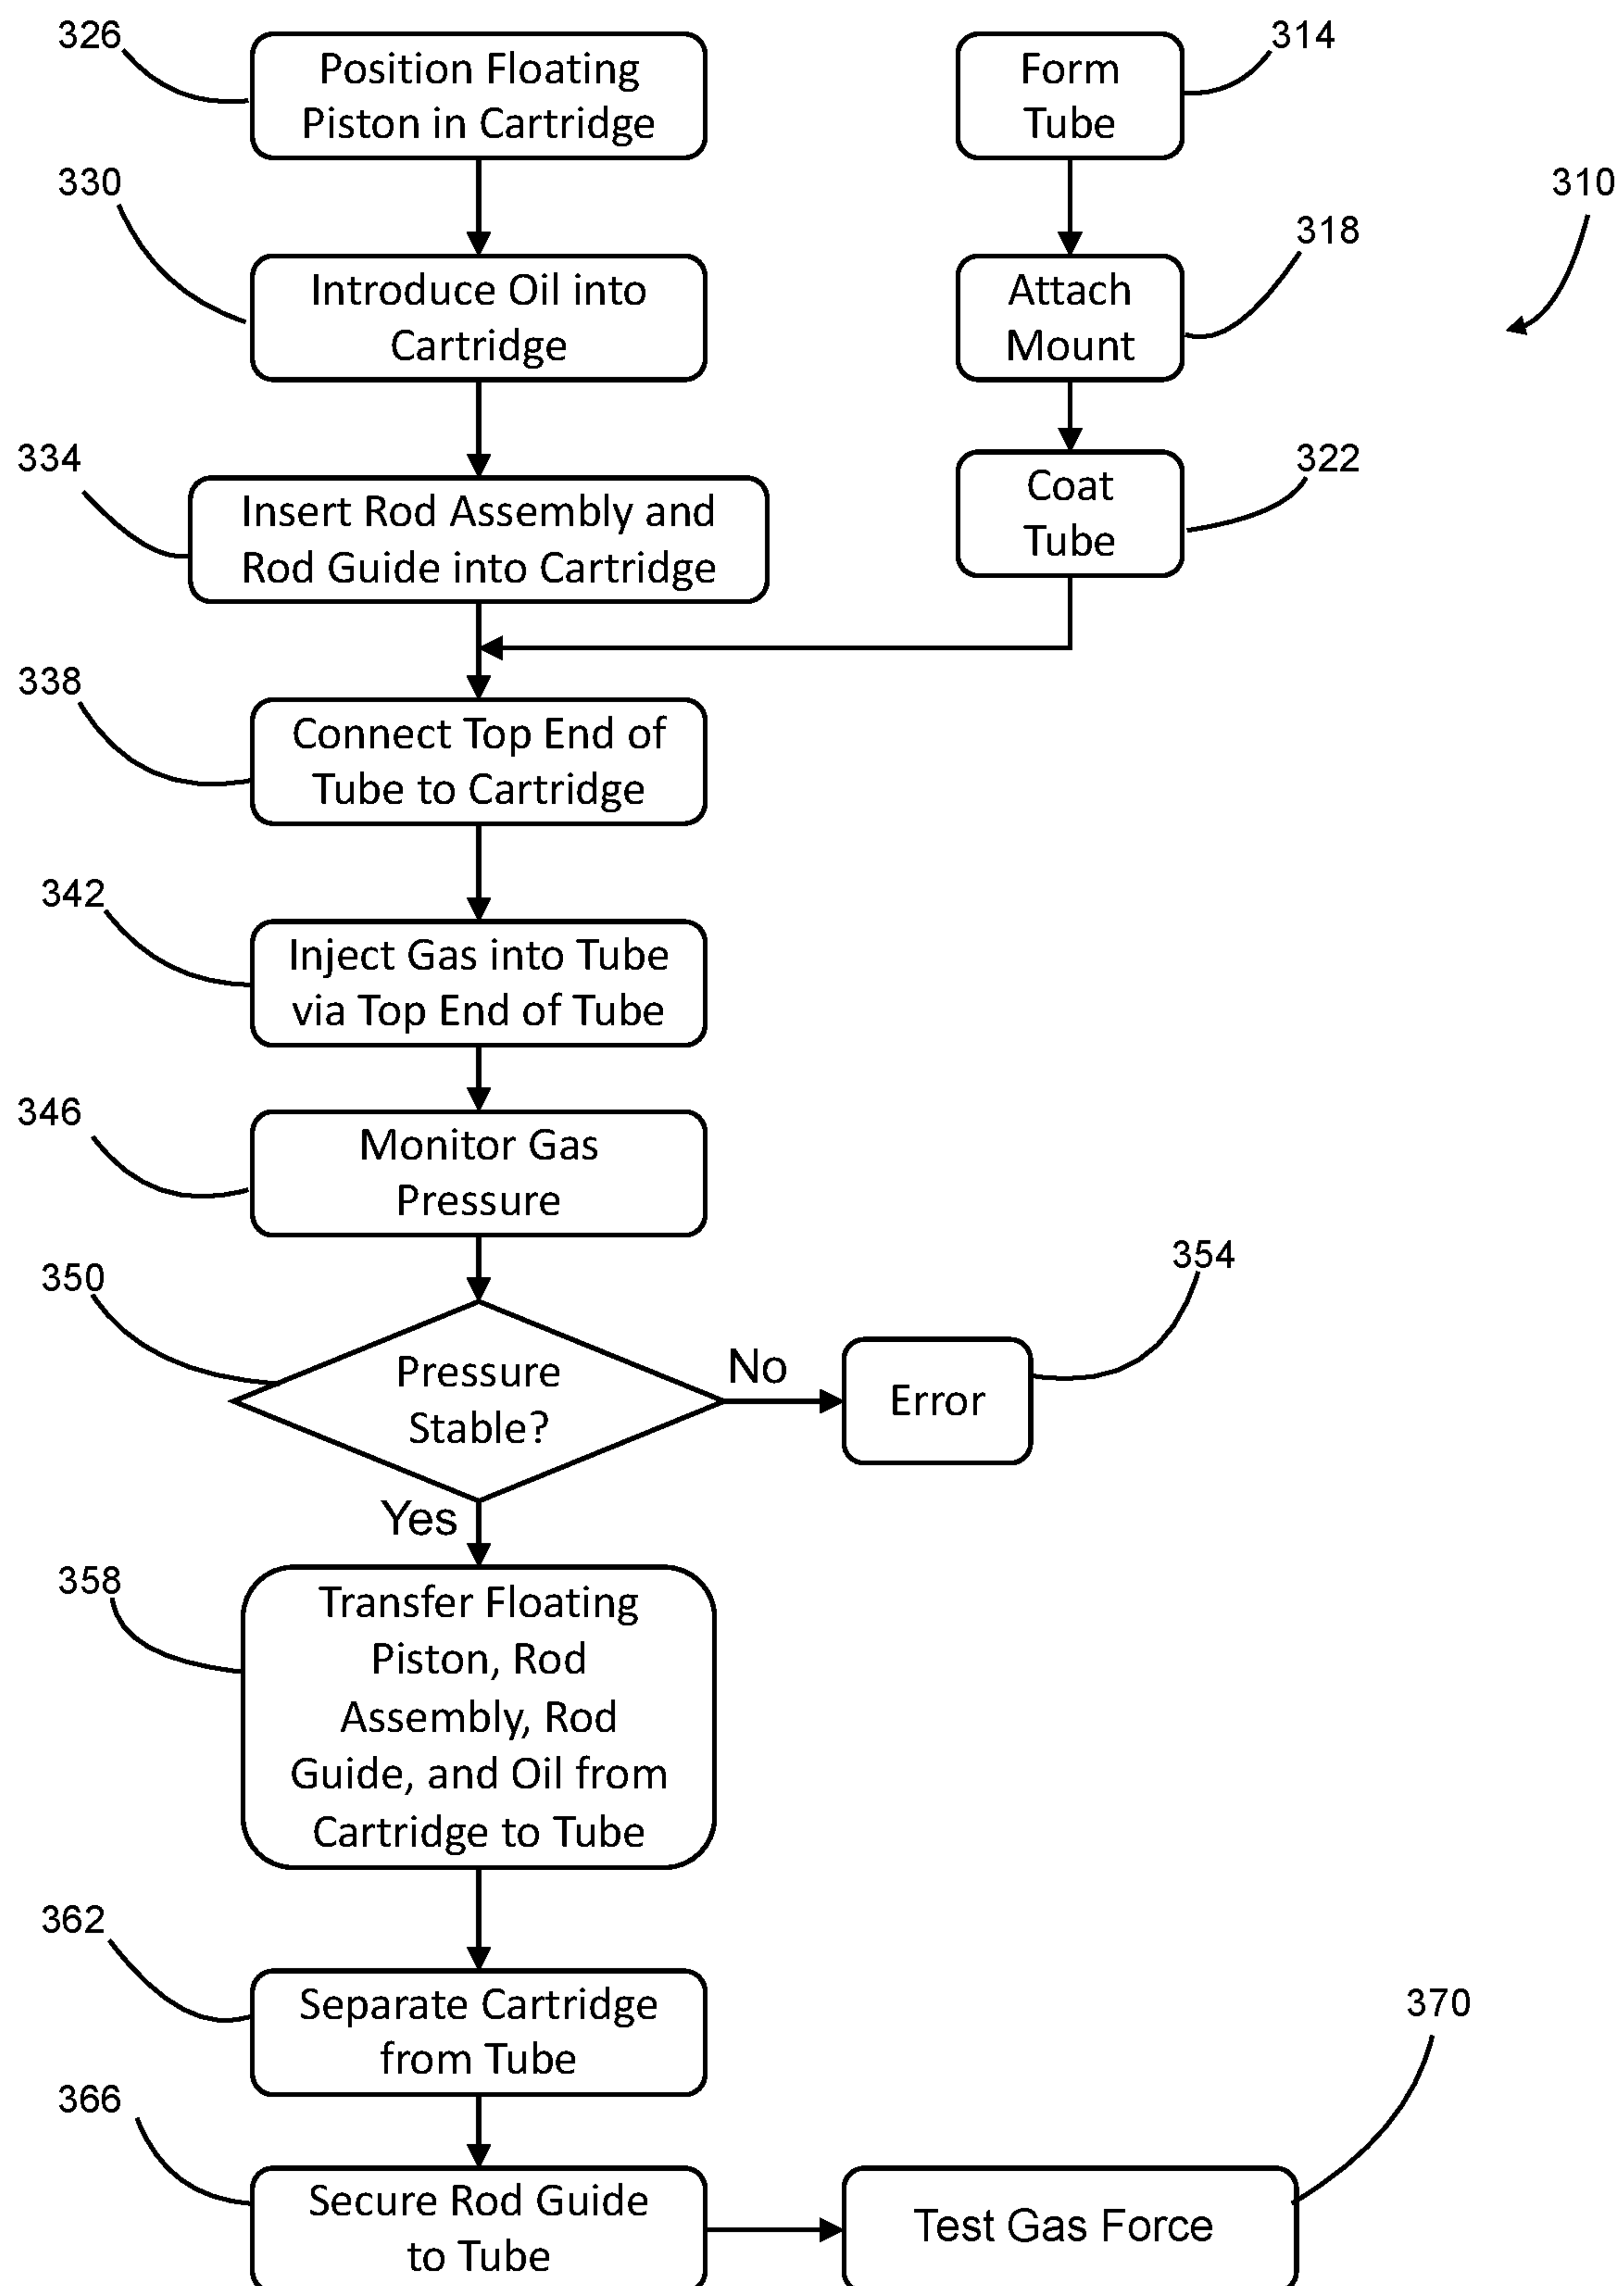 326
Position Floating
Piston in Cartridge
314
Form
Tube
310
330
Introduce Oil into
Cartridge
318
Attach
Mount
334
Insert Rod Assembly and
Rod Guide into Cartridge
322
Coat
Tube
338
Connect Top End of
Tube to Cartridge
342
Inject Gas into Tube
via Top End of Tube
346
Monitor Gas
Pressure
350
Pressure
Stable?
No
354
Error
Yes
358
Transfer Floating
Piston, Rod
Assembly, Rod
Guide, and Oil from
Cartridge to Tube
362
Separate Cartridge
from Tube
366
Secure Rod Guide
to Tube
370
Test Gas Force